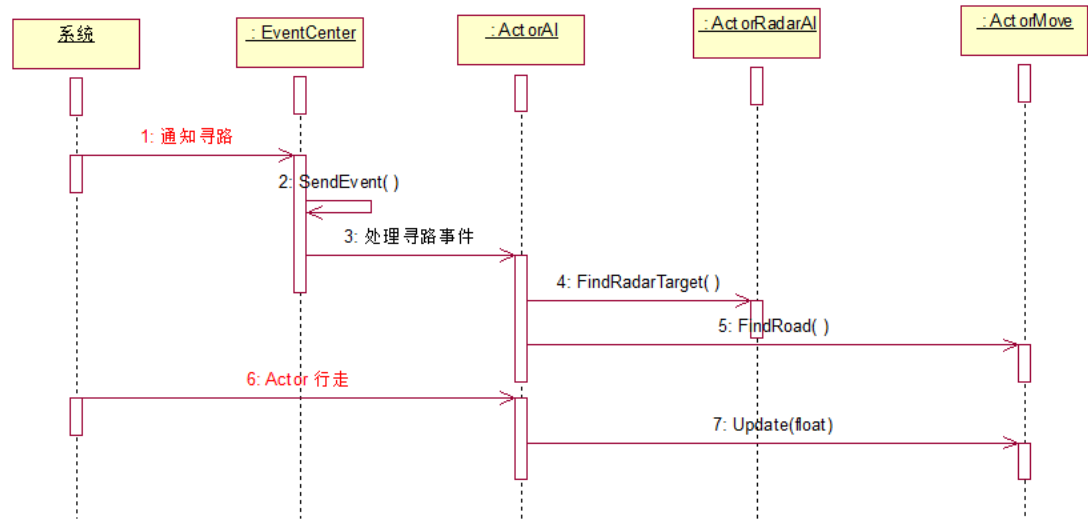 系统
: EventCenter
: ActorAI
: ActorRadarAI
: ActorMove
1: 通知寻路
2: SendEvent( )
3: 处理寻路事件
4: FindRadarTarget( )
5: FindRoad( )
6: Actor 行走
7: Update(float)